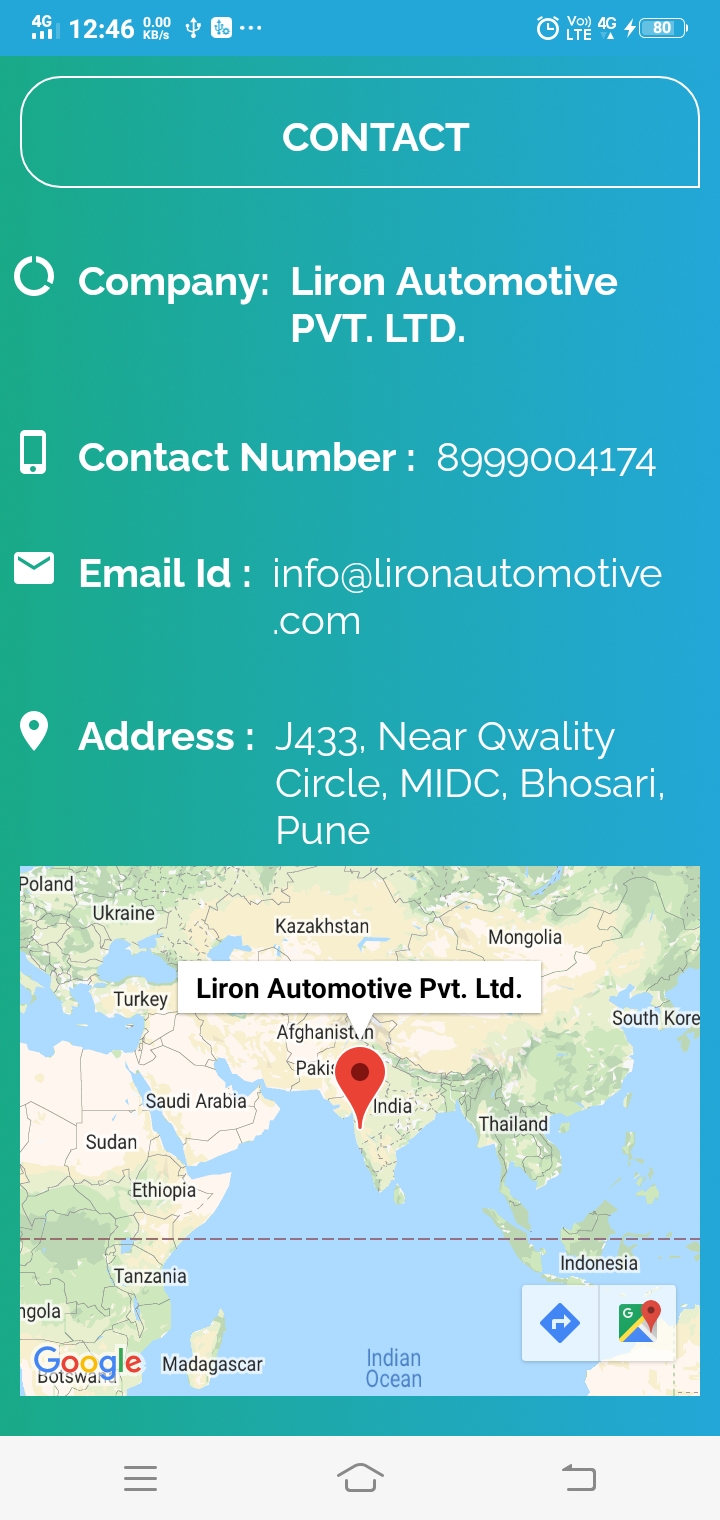 4G 12:46 0.00 KB/s ... Vo)) LTE 4G 80
CONTACT
Company: Liron Automotive
PVT. LTD.
Contact Number : 8999004174
Email Id : info@lironautomotive
.com
Address : J433, Near Qwality
Circle, MIDC, Bhosari,
Pune
Poland
Ukraine
Kazakhstan
Mongolia
Liron Automotive Pvt. Ltd.
Turkey
South Kore
Afghanistan
Pakis
Saudi Arabia
India
Thailand
Sudan
Ethiopia
Indonesia
Tanzania
ngola
G
Google
Madagascar
Indian
Ocean
Botswana